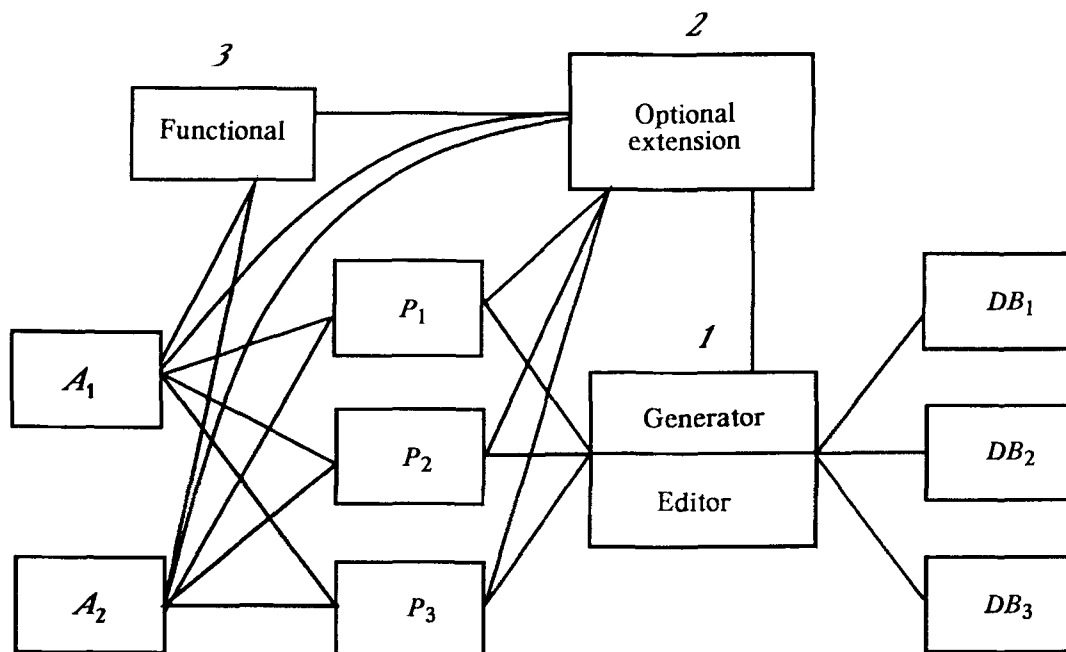 3
2
Functional
Optional
extension
P₁
DB₁
1
A₁
Generator
P₂
DB₂
Editor
A₂
P₃
DB₃